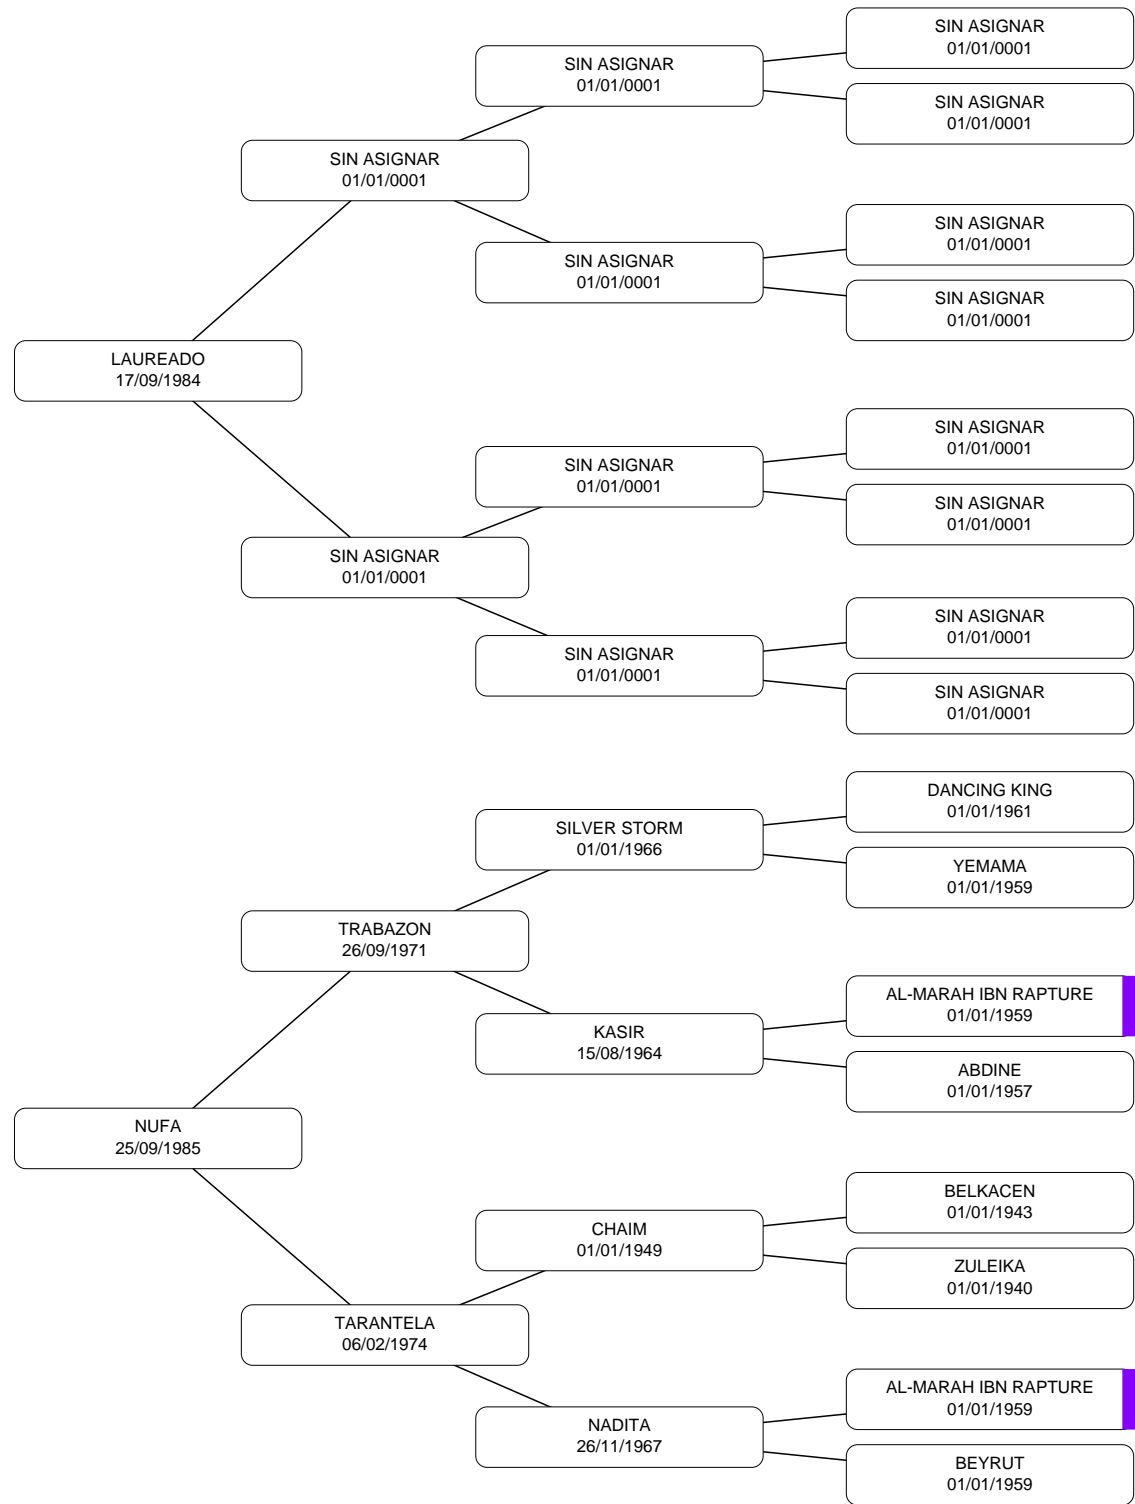 SIN ASIGNAR
01/01/0001
SIN ASIGNAR
01/01/0001
SIN ASIGNAR
01/01/0001
SIN ASIGNAR
01/01/0001
SIN ASIGNAR
01/01/0001
SIN ASIGNAR
01/01/0001
SIN ASIGNAR
01/01/0001
LAUREADO
17/09/1984
SIN ASIGNAR
01/01/0001
SIN ASIGNAR
01/01/0001
SIN ASIGNAR
01/01/0001
SIN ASIGNAR
01/01/0001
SIN ASIGNAR
01/01/0001
SIN ASIGNAR
01/01/0001
SIN ASIGNAR
01/01/0001
DANCING KING
01/01/1961
SILVER STORM
01/01/1966
YEMAMA
01/01/1959
TRABAZON
26/09/1971
AL-MARAH IBN RAPTURE
01/01/1959
KASIR
15/08/1964
ABDINE
01/01/1957
NUFA
25/09/1985
BELKACEN
01/01/1943
CHAIM
01/01/1949
ZULEIKA
01/01/1940
TARANTELA
06/02/1974
AL-MARAH IBN RAPTURE
01/01/1959
NADITA
26/11/1967
BEYRUT
01/01/1959